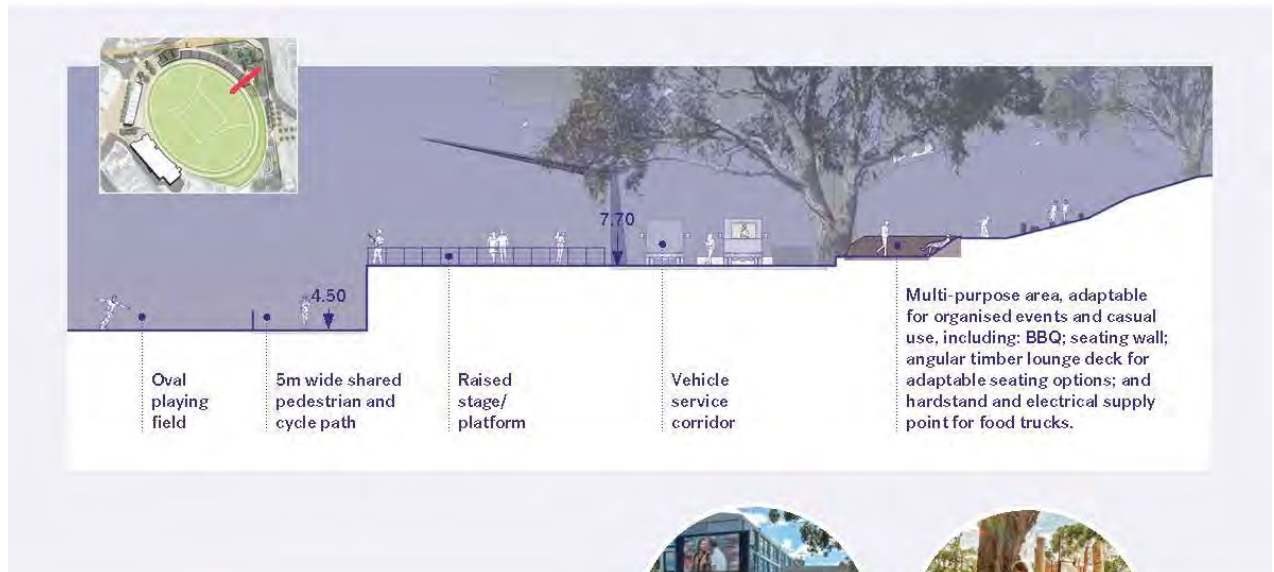 7.70
4.50
Oval
playing
field
5m wide shared
pedestrian and
cycle path
Raised
stage/
platform
Vehicle
service
corridor
Multi-purpose area, adaptable
for organised events and casual
use, including: BBQ; seating wall;
angular timber lounge deck for
adaptable seating options; and
hardstand and electrical supply
point for food trucks.